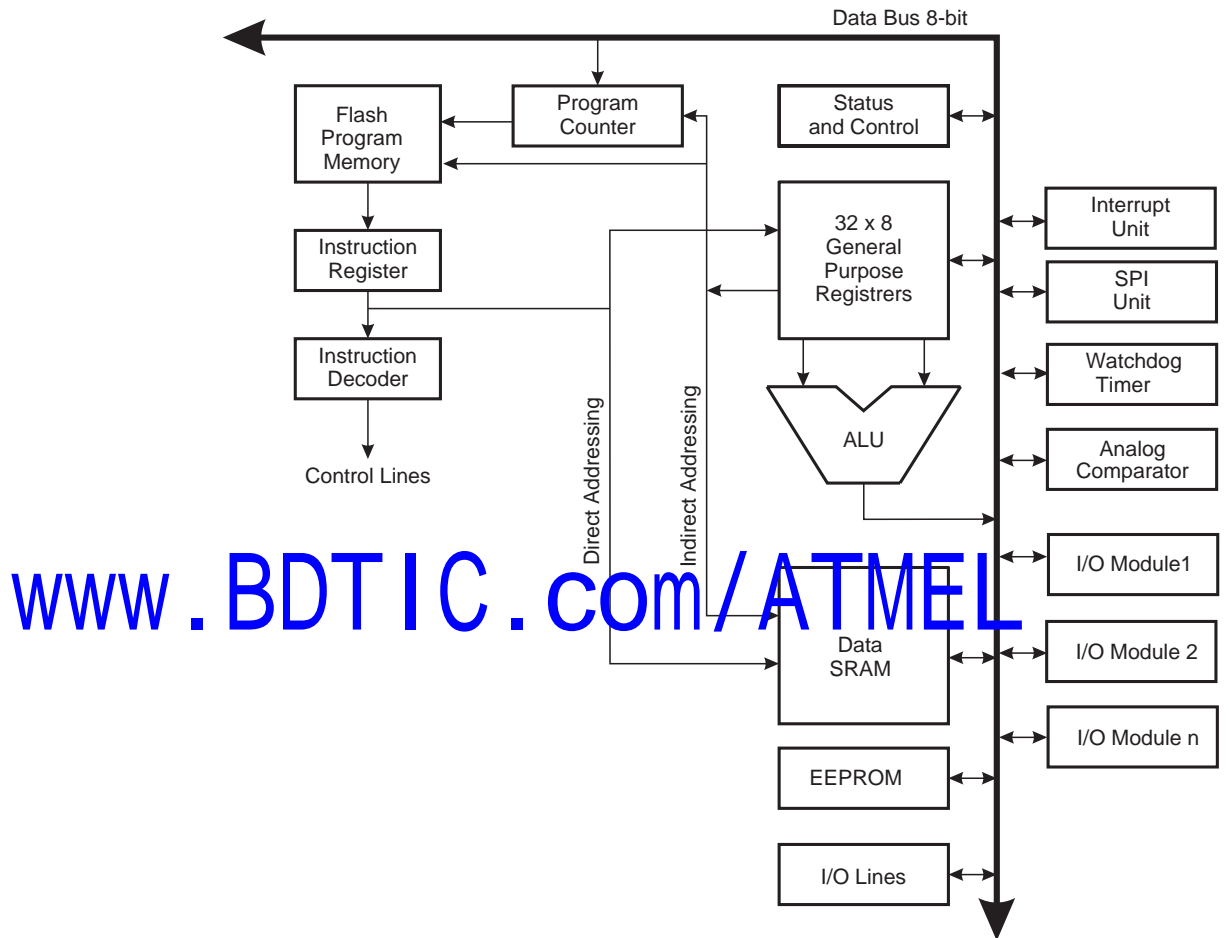 Data Bus 8-bit
Flash
Program
Memory
Program
Counter
Status
and Control
Instruction
Register
32 x 8
General
Purpose
Registrers
Interrupt
Unit
SPI
Unit
Instruction
Decoder
Watchdog
Timer
ALU
Analog
Comparator
Control Lines
Direct Addressing
Indirect Addressing
I/O Module1
www.BDTIC.com/ATMEL
Data
SRAM
I/O Module 2
I/O Module n
EEPROM
I/O Lines